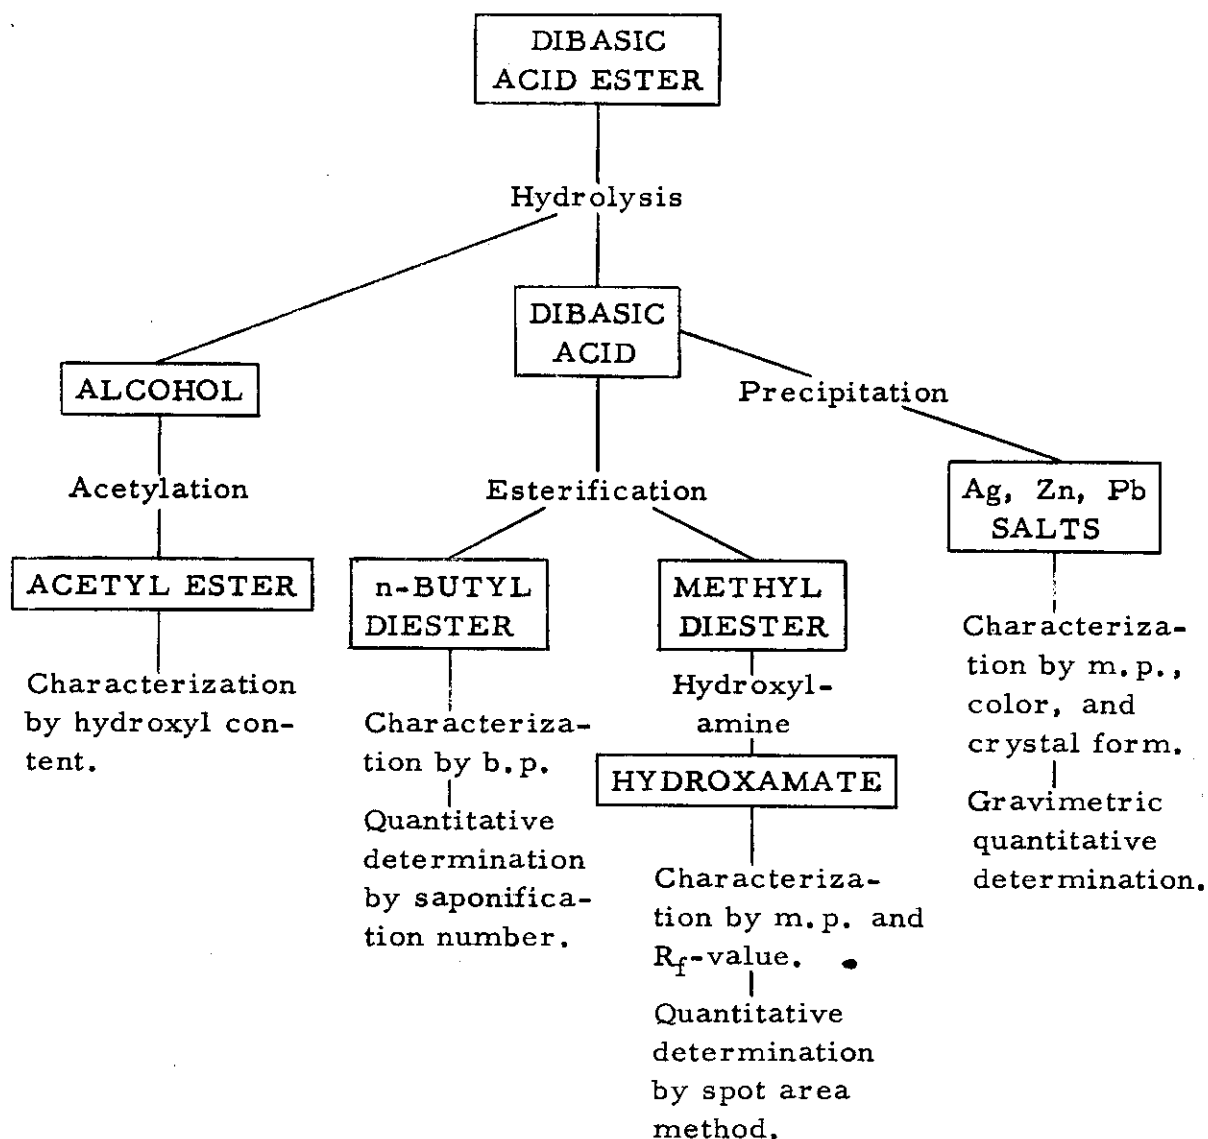 DIBASIC
ACID ESTER
Hydrolysis
DIBASIC
ACID
ALCOHOL
Precipitation
Acetylation
Esterification
Ag, Zn, Pb
SALTS
ACETYL ESTER
n-BUTYL
DIESTER
METHYL
DIESTER
Characterization
by hydroxyl con-
tent.
Characteriza-
tion by b.p.
Quantitative
determination
by saponifica-
tion number.
Hydroxyl-
amine
HYDROXAMATE
Characteriza-
tion by m.p. and
Rf-value.
Quantitative
determination
by spot area
method.
Characteriza-
tion by m.p.,
color, and
crystal form.
Gravimetric
quantitative
determination.